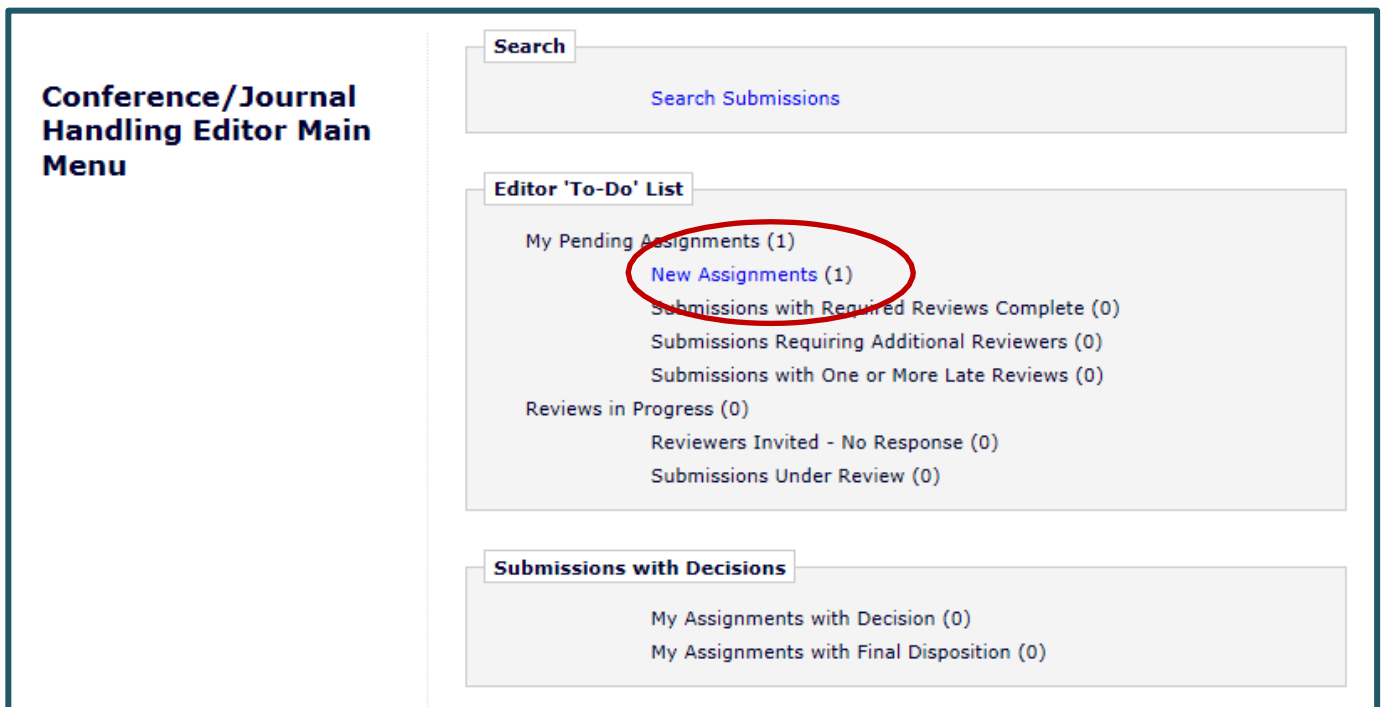 Conference/Journal
Handling Editor Main
Menu
Search
Search Submissions
Editor 'To-Do' List
My Pending Assignments (1)
New Assignments (1)
Submissions with Required Reviews Complete (0)
Submissions Requiring Additional Reviewers (0)
Submissions with One or More Late Reviews (0)
Reviews in Progress (0)
Reviewers Invited - No Response (0)
Submissions Under Review (0)
Submissions with Decisions
My Assignments with Decision (0)
My Assignments with Final Disposition (0)